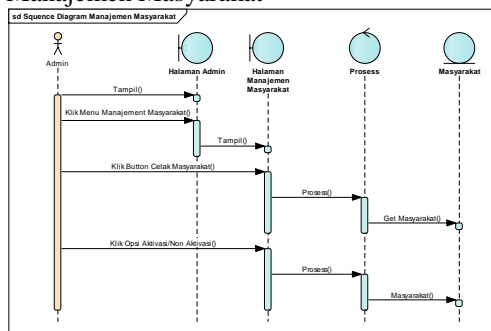 Manajemen Masyarakat
sd Squence Diagram Manajemen Masyarakat
Admin
Halaman Admin
Halaman
Manajemen
Masyarakat
Prosess
Masyarakat
Tampil()
Klik Menu Management Masyarakat()
Tampil()
Klik Button Cetak Masyarakat()
Prosess()
Get Masyarakat()
Klik Opsi Aktivasi/Non Aktivasi()
Prosess()
Masyarakat()